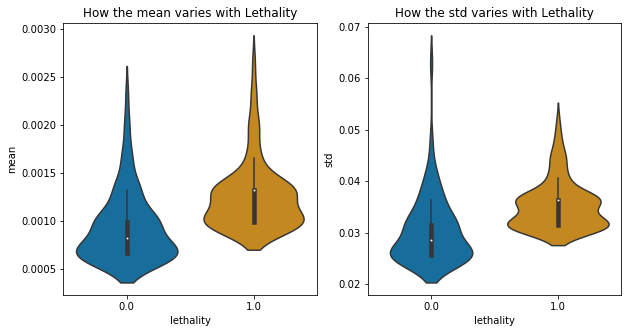 How the mean varies with Lethality
0.0030
0.0025
0.0020
0.0015
0.0010
0.0005
mean
0.0
1.0
lethality
How the std varies with Lethality
0.07
0.06
0.05
0.04
0.03
0.02
std
0.0
1.0
lethality